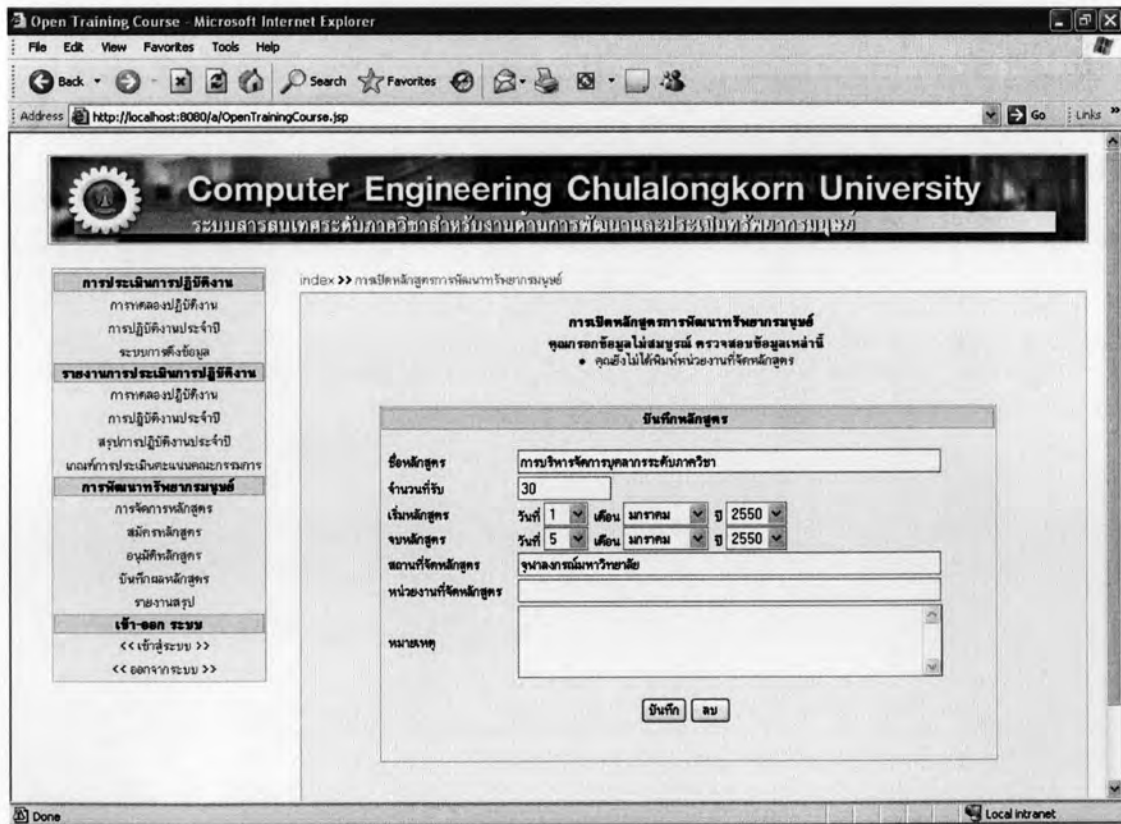 Open Training Course - Microsoft Internet Explorer
File Edit View Favorites Tools Help
Back Search Favorites
Address http://localhost:8080/a/OpenTrainingCourse.jsp Go Links »
Computer Engineering Chulalongkorn University
ระบบสารสนเทศระดับภาควิชาสำหรับงานด้านการพัฒนาและประเมินทรัพยากรมนุษย์
การประเมินการปฏิบัติงาน
การทดลองปฏิบัติงาน
การปฏิบัติงานประจำปี
ระบบการดึงข้อมูล
รายงานการประเมินการปฏิบัติงาน
การทดลองปฏิบัติงาน
การปฏิบัติงานประจำปี
สรุปการปฏิบัติงานประจำปี
เกณฑ์การประเมินคะแนนคณะกรรมการ
การพัฒนาทรัพยากรมนุษย์
การจัดการหลักสูตร
สมัครหลักสูตร
อนุมัติหลักสูตร
บันทึกผลหลักสูตร
รายงานสรุป
เข้า-ออก ระบบ
<< เข้าสู่ระบบ >>
<< ออกจากระบบ >>
index >> การเปิดหลักสูตรการพัฒนาทรัพยากรมนุษย์
การเปิดหลักสูตรการพัฒนาทรัพยากรมนุษย์
คุณกรอกข้อมูลไม่สมบูรณ์ ตรวจสอบข้อมูลเหล่านี้
• คุณยังไม่ได้พิมพ์หน่วยงานที่จัดหลักสูตร
บันทึกหลักสูตร
ชื่อหลักสูตร การบริหารจัดการบุคลากรระดับภาควิชา
จำนวนที่รับ 30
เริ่มหลักสูตร วันที่ 1 เดือน มกราคม ปี 2550
จบหลักสูตร วันที่ 5 เดือน มกราคม ปี 2550
สถานที่จัดหลักสูตร จุฬาลงกรณ์มหาวิทยาลัย
หน่วยงานที่จัดหลักสูตร
หมายเหตุ
บันทึก ลบ
Done Local intranet